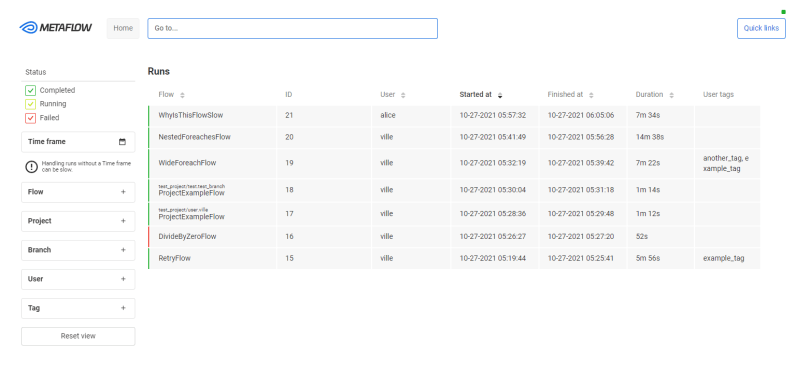 METAFLOW
Home
Go to...
Quick links
Status
Completed
Running
Failed
Time frame
Handling runs without a Time frame
can be slow.
Flow +
Project +
Branch +
User +
Tag +
Reset view
Runs
Flow ID User Started at Finished at Duration User tags
WhyIsThisFlowSlow 21 alice 10-27-2021 05:57:32 10-27-2021 06:05:06 7m 34s
NestedForeachesFlow 20 ville 10-27-2021 05:41:49 10-27-2021 05:56:28 14m 38s
WideForeachFlow 19 ville 10-27-2021 05:32:19 10-27-2021 05:39:42 7m 22s another_tag, e
xample_tag
test_project/test.test_branch
ProjectExampleFlow 18 ville 10-27-2021 05:30:04 10-27-2021 05:31:18 1m 14s
test_project/user.ville
ProjectExampleFlow 17 ville 10-27-2021 05:28:36 10-27-2021 05:29:48 1m 12s
DivideByZeroFlow 16 ville 10-27-2021 05:26:27 10-27-2021 05:27:20 52s
RetryFlow 15 ville 10-27-2021 05:19:44 10-27-2021 05:25:41 5m 56s example_tag